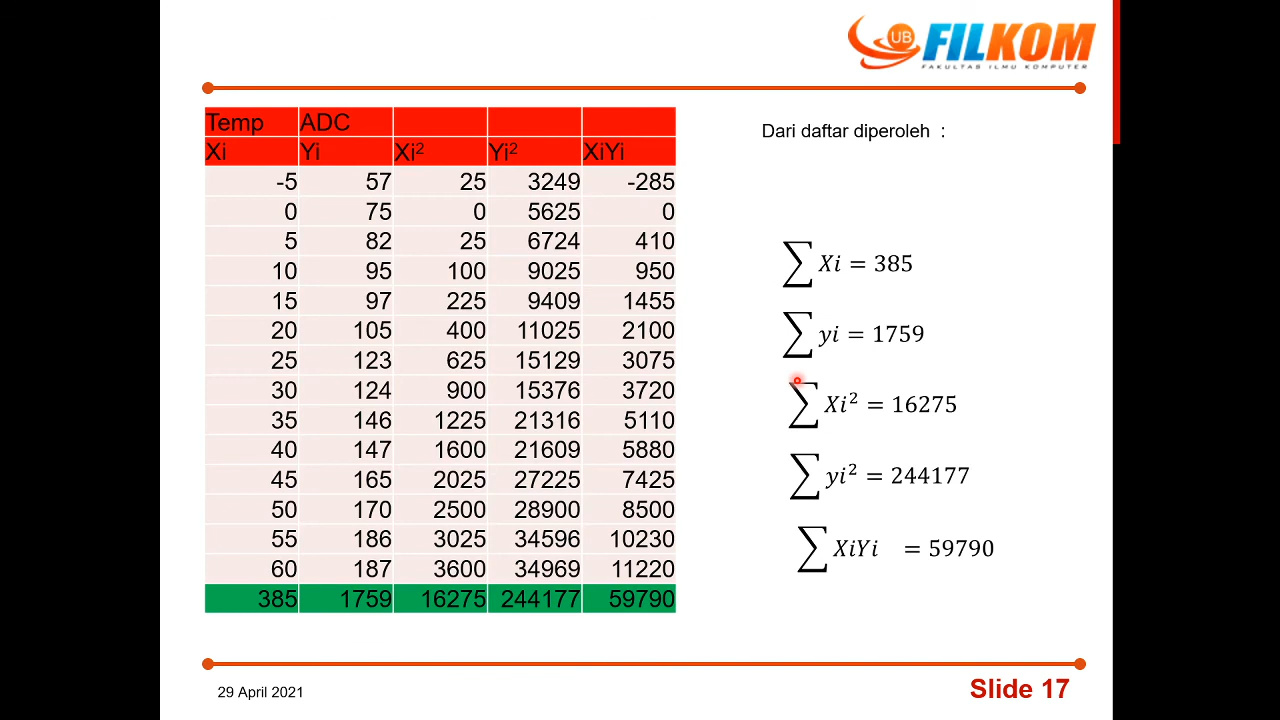 UB FILKOM
FAKULTAS ILMU KOMPUTER
Temp ADC
Xi Yi Xi² Yi² XiYi
-5 57 25 3249 -285
0 75 0 5625 0
5 82 25 6724 410
10 95 100 9025 950
15 97 225 9409 1455
20 105 400 11025 2100
25 123 625 15129 3075
30 124 900 15376 3720
35 146 1225 21316 5110
40 147 1600 21609 5880
45 165 2025 27225 7425
50 170 2500 28900 8500
55 186 3025 34596 10230
60 187 3600 34969 11220
385 1759 16275 244177 59790
Dari daftar diperoleh :
∑ Xi = 385
∑ yi = 1759
∑ Xi² = 16275
∑ yi² = 244177
∑ XiYi = 59790
29 April 2021
Slide 17